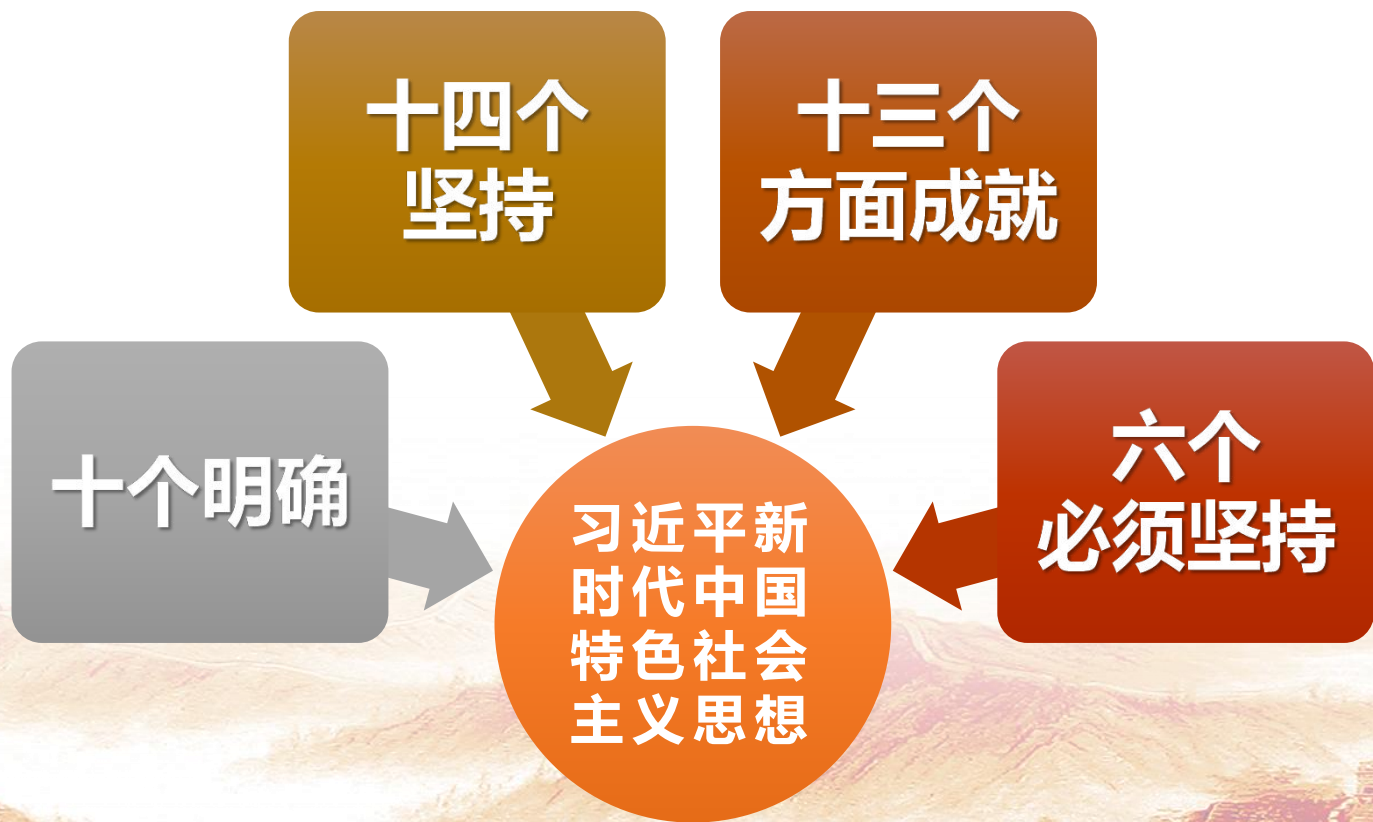 十四个
坚持
十三个
方面成就
十个明确
六个
必须坚持
习近平新
时代中国
特色社会
主义思想